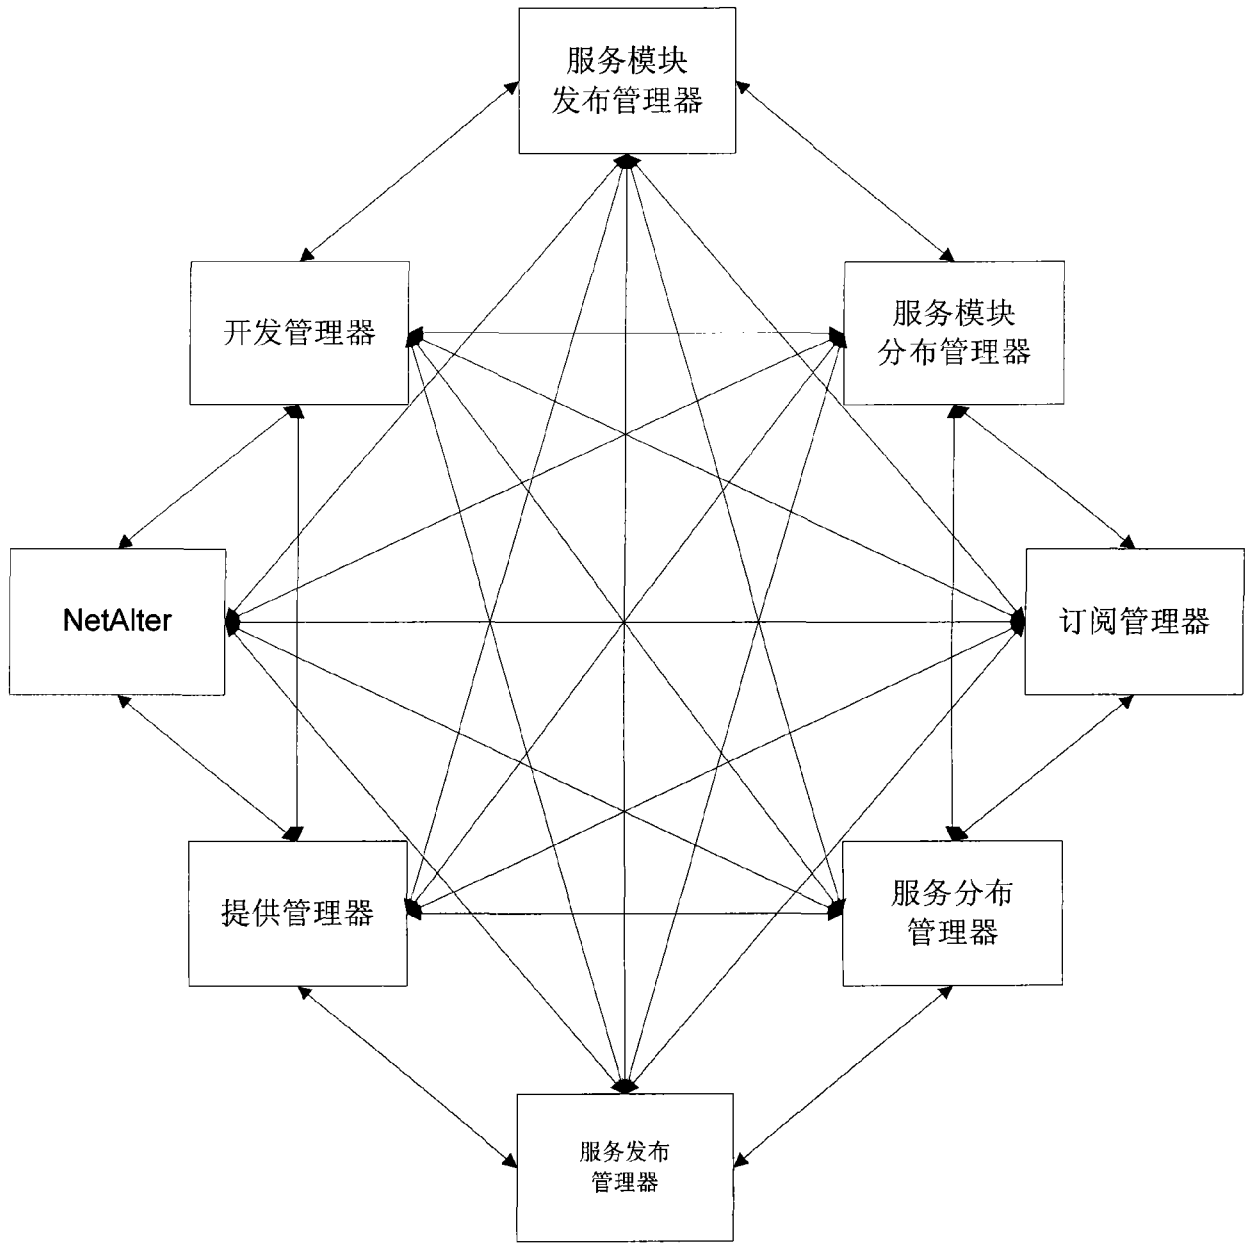 服务模块
发布管理器
开发管理器
服务模块
分布管理器
NetAlter
订阅管理器
提供管理器
服务分布
管理器
服务发布
管理器